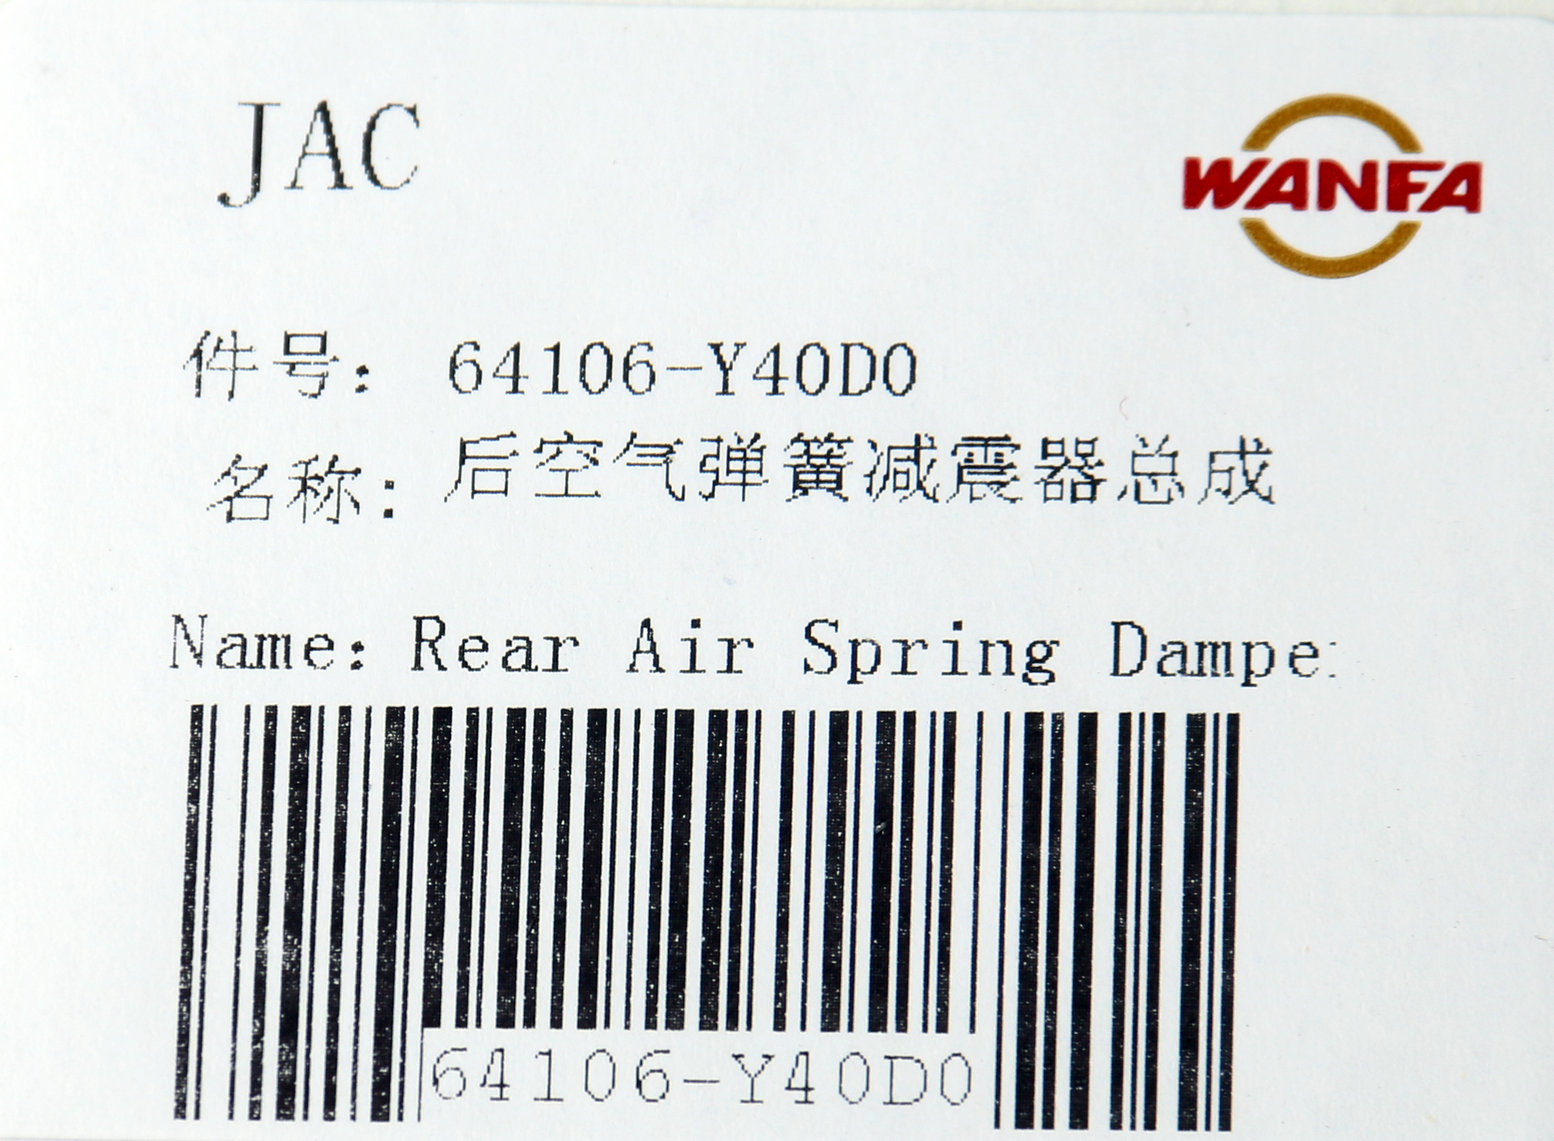 JAC
WANFA
件号： 64106-Y40D0
名称： 后空气弹簧减震器总成
Name: Rear Air Spring Dampe
64106-Y40D0